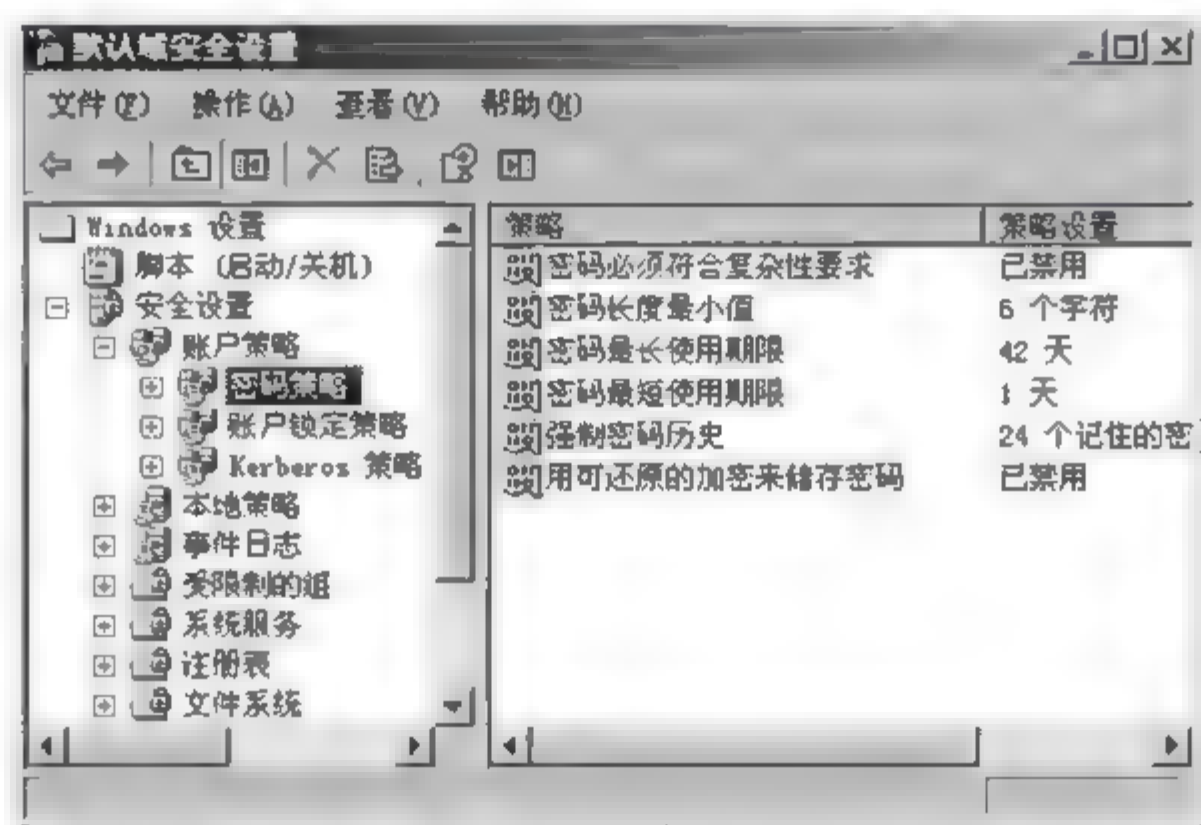 默认域安全设置
文件(F) 操作(A) 查看(V) 帮助(H)
Windows 设置
脚本 (启动/关机)
安全设置
账户策略
密码策略
账户锁定策略
Kerberos 策略
本地策略
事件日志
受限制的组
系统服务
注册表
文件系统
策略 策略设置
密码必须符合复杂性要求 已禁用
密码长度最小值 6 个字符
密码最长使用期限 42 天
密码最短使用期限 1 天
强制密码历史 24 个记住的密
用可还原的加密来储存密码 已禁用